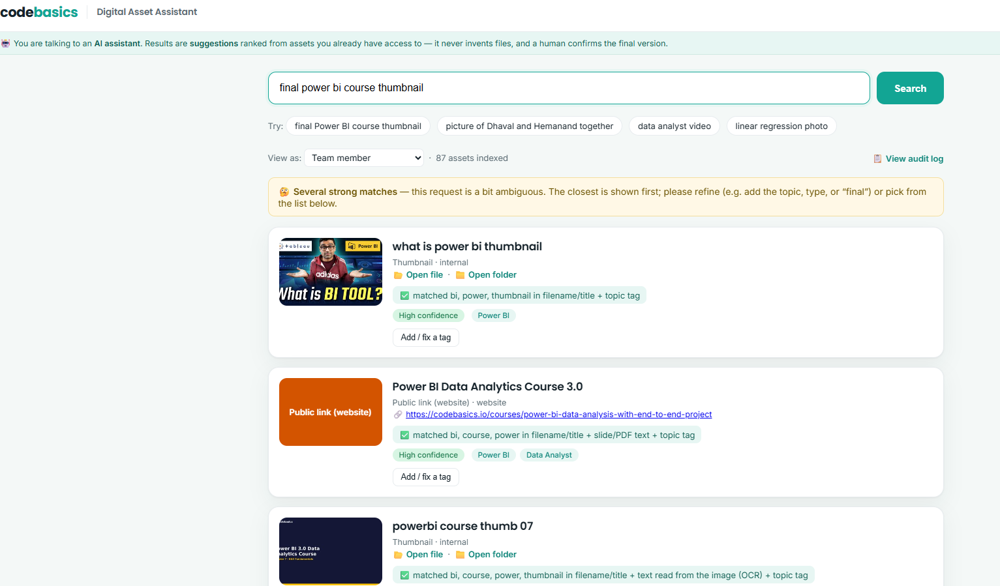 codebasics
Digital Asset Assistant
You are talking to an AI assistant. Results are suggestions ranked from assets you already have access to — it never invents files, and a human confirms the final version.
final power bi course thumbnail
Search
Try: final Power BI course thumbnail picture of Dhaval and Hemanand together data analyst video linear regression photo
View as: Team member · 87 assets indexed
View audit log
Several strong matches — this request is a bit ambiguous. The closest is shown first; please refine (e.g. add the topic, type, or “final”) or pick from
the list below.
+ableau
Power BI
adidas
What is BI TOOL?
what is power bi thumbnail
Thumbnail · internal
Open file · Open folder
matched bi, power, thumbnail in filename/title + topic tag
High confidence Power BI
Add / fix a tag
Public link (website)
Power BI Data Analytics Course 3.0
Public link (website) · website
https://codebasics.io/courses/power-bi-data-analysis-with-end-to-end-project
matched bi, course, power in filename/title + slide/PDF text + topic tag
High confidence Power BI Data Analyst
Add / fix a tag
ower BI 3.0 Data
nalytics Course
DAX Fundamentals
powerbi course thumb 07
Thumbnail · internal
Open file · Open folder
matched bi, course, power, thumbnail in filename/title + text read from the image (OCR) + topic tag